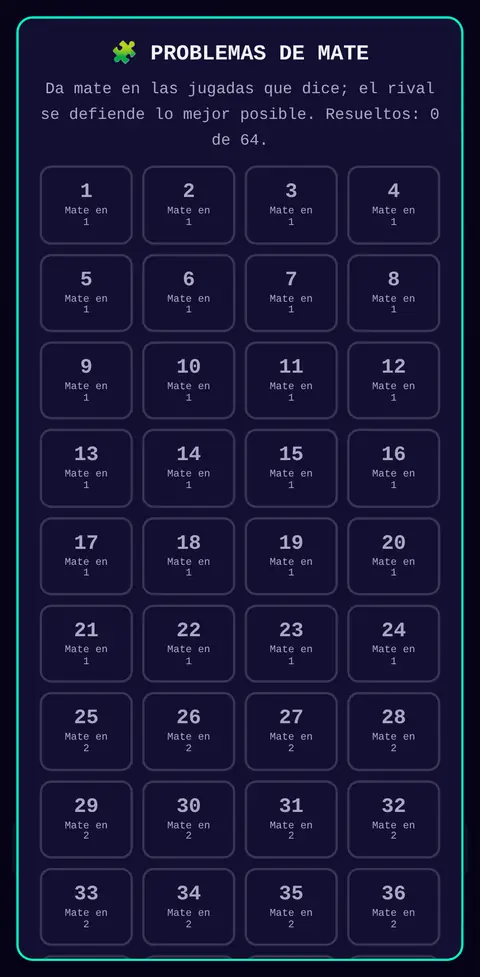 🧩 PROBLEMAS DE MATE
Da mate en las jugadas que dice; el rival
se defiende lo mejor posible. Resueltos: 0
de 64.
1 2 3 4
Mate en Mate en Mate en Mate en
1 1 1 1
5 6 7 8
Mate en Mate en Mate en Mate en
1 1 1 1
9 10 11 12
Mate en Mate en Mate en Mate en
1 1 1 1
13 14 15 16
Mate en Mate en Mate en Mate en
1 1 1 1
17 18 19 20
Mate en Mate en Mate en Mate en
1 1 1 1
21 22 23 24
Mate en Mate en Mate en Mate en
1 1 1 1
25 26 27 28
Mate en Mate en Mate en Mate en
2 2 2 2
29 30 31 32
Mate en Mate en Mate en Mate en
2 2 2 2
33 34 35 36
Mate en Mate en Mate en Mate en
2 2 2 2